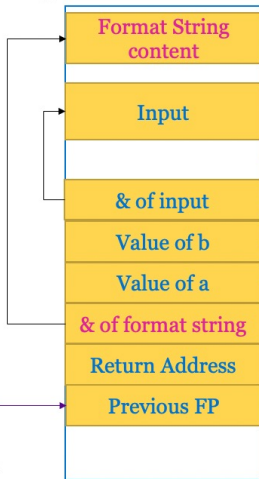 Format String
content
Input
& of input
Value of b
Value of a
& of format string
Return Address
Previous FP